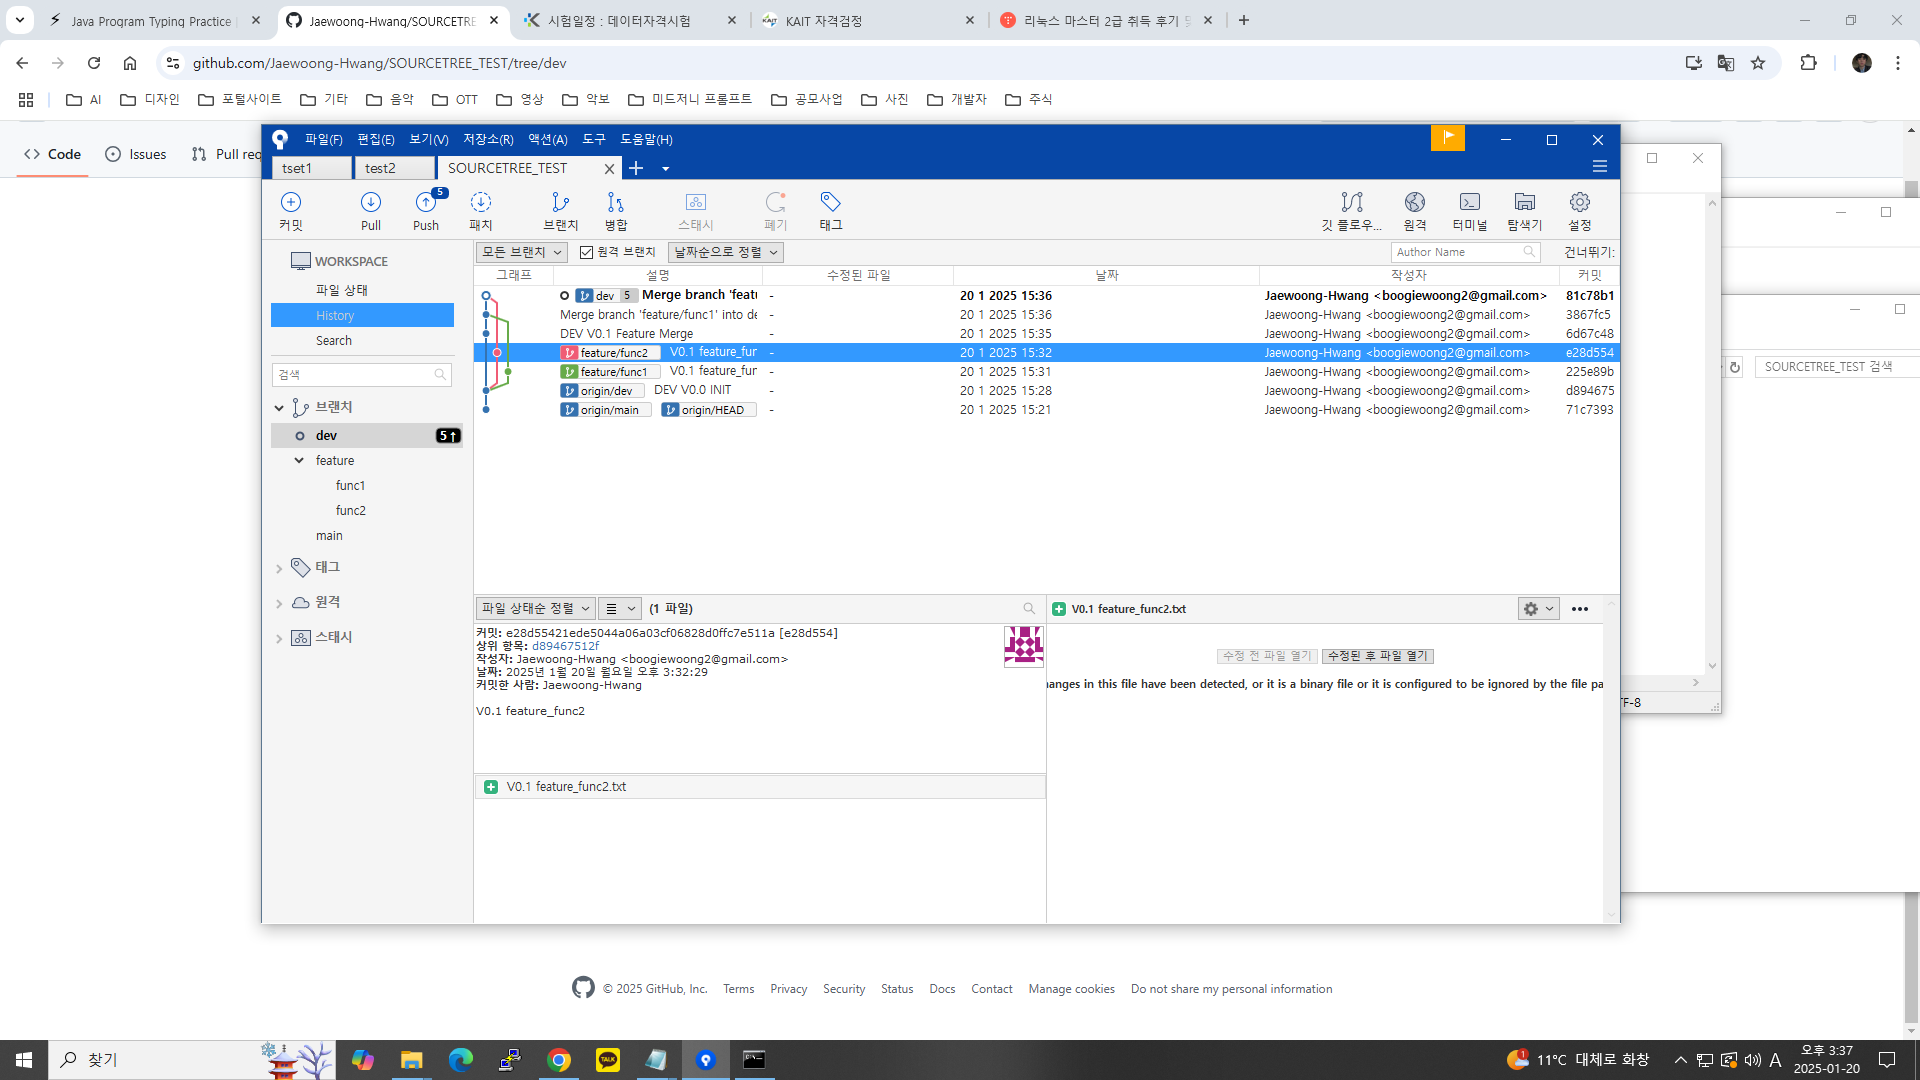 Java Program Typing Practice
Jaewoong-Hwang/SOURCETRE
시험일정 : 데이터자격시험
KAIT 자격검정
리눅스 마스터 2급 취득 후기 및
github.com/Jaewoong-Hwang/SOURCETREE_TEST/tree/dev
AI 디자인 포털사이트 기타 음악 OTT 영상 악보 미드저니 프롬프트 공모사업 사진 개발자 주식
Code Issues Pull req
파일(F) 편집(E) 보기(V) 저장소(R) 액션(A) 도구 도움말(H)
tset1 test2 SOURCETREE_TEST
5
커밋 Pull Push 패치 브랜치 병합 스태시 폐기 태그 깃 플로우... 원격 터미널 탐색기 설정
모든 브랜치 원격 브랜치 날짜순으로 정렬 Author Name 건너뛰기:
그래프 설명 수정된 파일 날짜 작성자 커밋
dev 5 Merge branch 'featu - 20 1 2025 15:36 Jaewoong-Hwang <boogiewoong2@gmail.com> 81c78b1
Merge branch 'feature/func1' into de - 20 1 2025 15:36 Jaewoong-Hwang <boogiewoong2@gmail.com> 3867fc5
DEV V0.1 Feature Merge - 20 1 2025 15:35 Jaewoong-Hwang <boogiewoong2@gmail.com> 6d67c48
feature/func2 V0.1 feature_fur - 20 1 2025 15:32 Jaewoong-Hwang <boogiewoong2@gmail.com> e28d554
feature/func1 V0.1 feature_fur - 20 1 2025 15:31 Jaewoong-Hwang <boogiewoong2@gmail.com> 225e89b
origin/dev DEV V0.0 INIT - 20 1 2025 15:28 Jaewoong-Hwang <boogiewoong2@gmail.com> d894675
origin/main origin/HEAD - 20 1 2025 15:21 Jaewoong-Hwang <boogiewoong2@gmail.com> 71c7393
WORKSPACE
파일 상태
History
Search
검색
브랜치
dev 5↑
feature
func1
func2
main
태그
원격
스태시
SOURCETREE_TEST 검색
파일 상태순 정렬 (1 파일)
커밋: e28d55421ede5044a06a03cf06828d0ffc7e511a [e28d554]
상위 항목: d89467512f
작성자: Jaewoong-Hwang <boogiewoong2@gmail.com>
날짜: 2025년 1월 20일 월요일 오후 3:32:29
커밋한 사람: Jaewoong-Hwang
V0.1 feature_func2
V0.1 feature_func2.txt
V0.1 feature_func2.txt
수정 전 파일 열기 수정된 후 파일 열기
anges in this file have been detected, or it is a binary file or it is configured to be ignored by the file pa
TF-8
© 2025 GitHub, Inc. Terms Privacy Security Status Docs Contact Manage cookies Do not share my personal information
찾기
TALK
1
11°C 대체로 화창
A
오후 3:37
2025-01-20